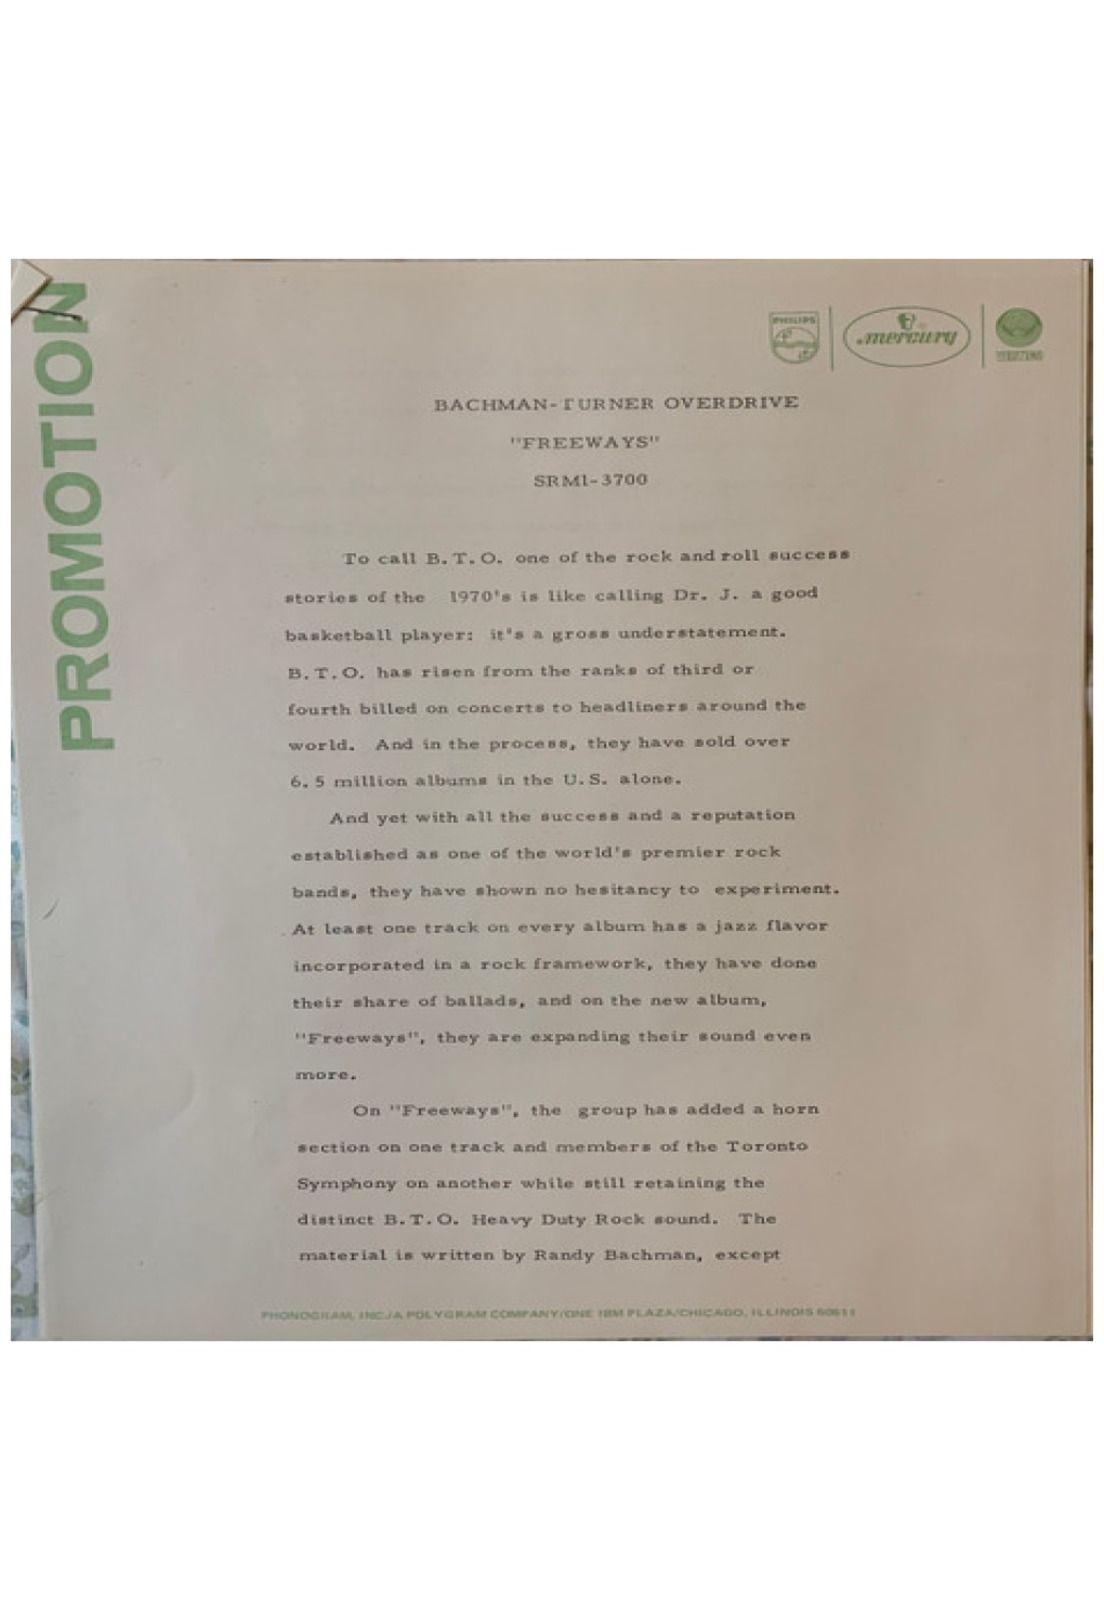 PROMOTION
PHILIPS
mercury
VERTIGO
BACHMAN-TURNER OVERDRIVE
"FREEWAYS"
SRM1-3700
To call B.T.O. one of the rock and roll success
stories of the 1970's is like calling Dr. J. a good
basketball player: it's a gross understatement.
B.T.O. has risen from the ranks of third or
fourth billed on concerts to headliners around the
world. And in the process, they have sold over
6.5 million albums in the U.S. alone.
And yet with all the success and a reputation
established as one of the world's premier rock
bands, they have shown no hesitancy to experiment.
At least one track on every album has a jazz flavor
incorporated in a rock framework, they have done
their share of ballads, and on the new album,
"Freeways", they are expanding their sound even
more.
On "Freeways", the group has added a horn
section on one track and members of the Toronto
Symphony on another while still retaining the
distinct B.T.O. Heavy Duty Rock sound. The
material is written by Randy Bachman, except
PHONOGRAM, INC./A POLYGRAM COMPANY/ONE IBM PLAZA/CHICAGO, ILLINOIS 60611